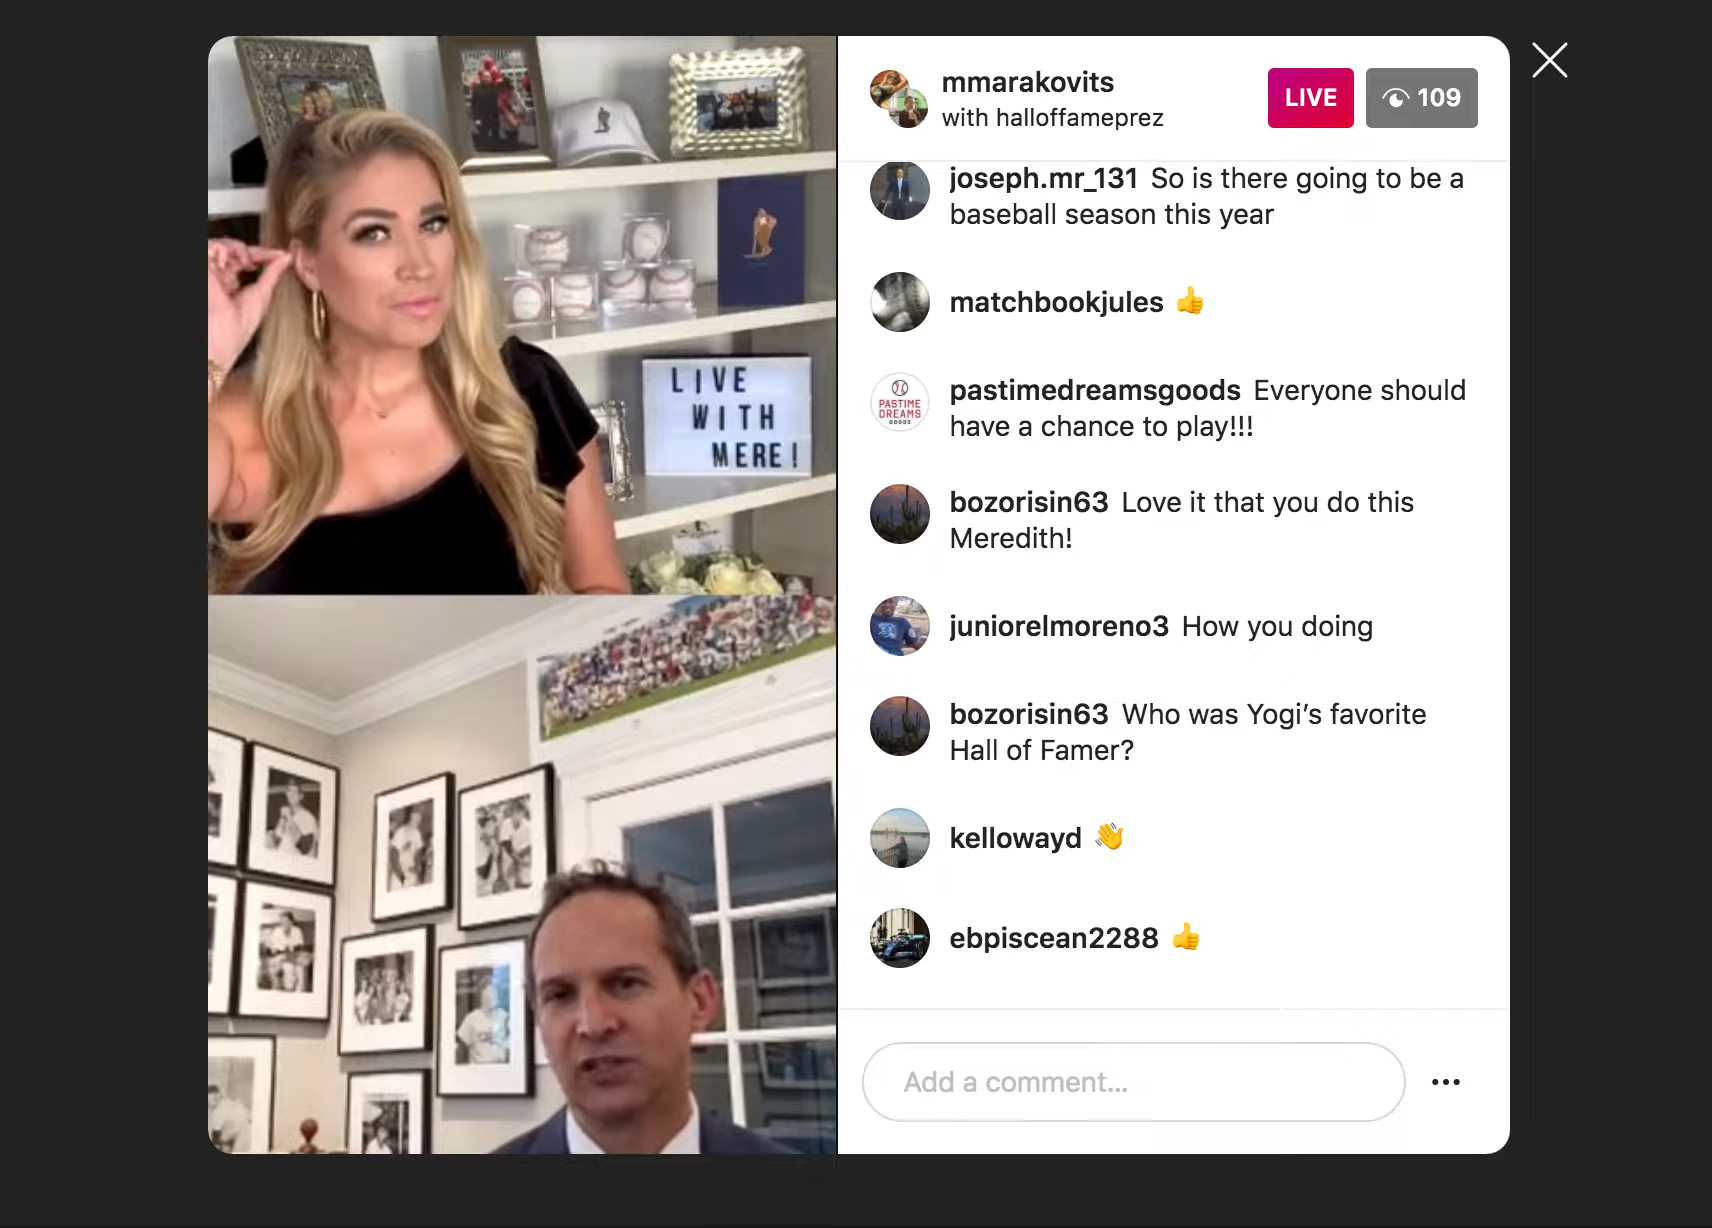 LIVE
WITH
MERE!
mmarakovits
with halloffameprez
LIVE
109
joseph.mr_131 So is there going to be a
baseball season this year
matchbookjules 👍
PASTIME
DREAMS
GOODS
pastimedreamsgoods Everyone should
have a chance to play!!!
bozorisin63 Love it that you do this
Meredith!
juniorelmoreno3 How you doing
bozorisin63 Who was Yogi’s favorite
Hall of Famer?
kellowayd 👋
ebpiscean2288 👍
Add a comment...